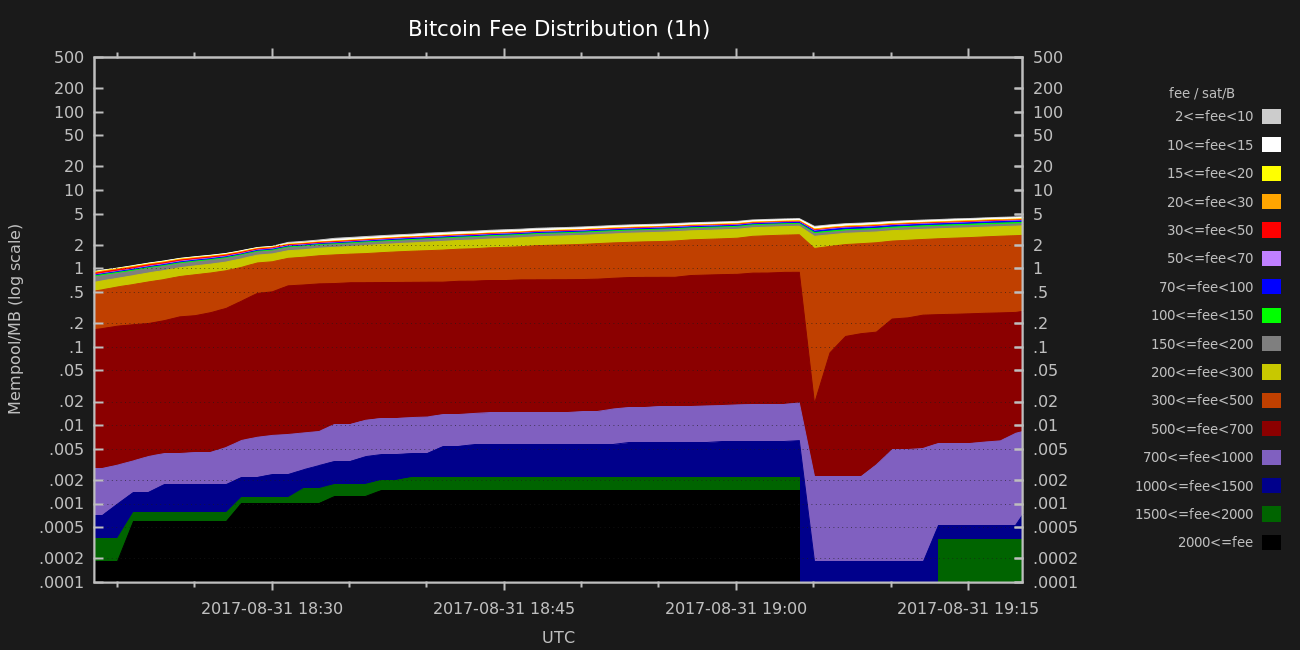 Bitcoin Fee Distribution (1h)
500
200
100
50
20
10
5
2
1
.5
.2
.1
.05
.02
.01
.005
.002
.001
.0005
.0002
.0001
Mempool/MB (log scale)
500
200
100
50
20
10
5
2
1
.5
.2
.1
.05
.02
.01
.005
.002
.001
.0005
.0002
.0001
2017-08-31 18:30
2017-08-31 18:45
2017-08-31 19:00
2017-08-31 19:15
UTC
fee / sat/B
2<=fee<10
10<=fee<15
15<=fee<20
20<=fee<30
30<=fee<50
50<=fee<70
70<=fee<100
100<=fee<150
150<=fee<200
200<=fee<300
300<=fee<500
500<=fee<700
700<=fee<1000
1000<=fee<1500
1500<=fee<2000
2000<=fee